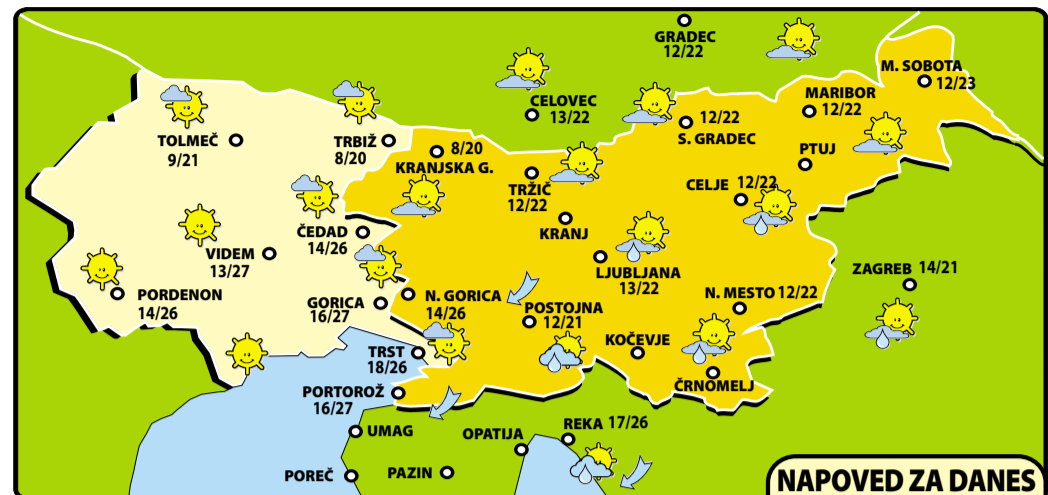 GRADEC
12/22
M. SOBOTA
12/23
CELOVEC
13/22
MARIBOR
12/22
12/22
S. GRADEC
TOLMEČ
9/21
TRBIŽ
8/20
8/20
KRANJSKA G.
PTUJ
TRŽIČ
12/22
CELJE 12/22
KRANJ
ČEDAD
14/26
VIDEM
13/27
LJUBLJANA
13/22
ZAGREB 14/21
PORDENON
14/26
GORICA
16/27
N. GORICA
14/26
POSTOJNA
12/21
N. MESTO 12/22
KOČEVJE
TRST
18/26
ČRNOMELJ
PORTOROŽ
16/27
UMAG
OPATIJA
REKA 17/26
POREČ
PAZIN
NAPOVED ZA DANES